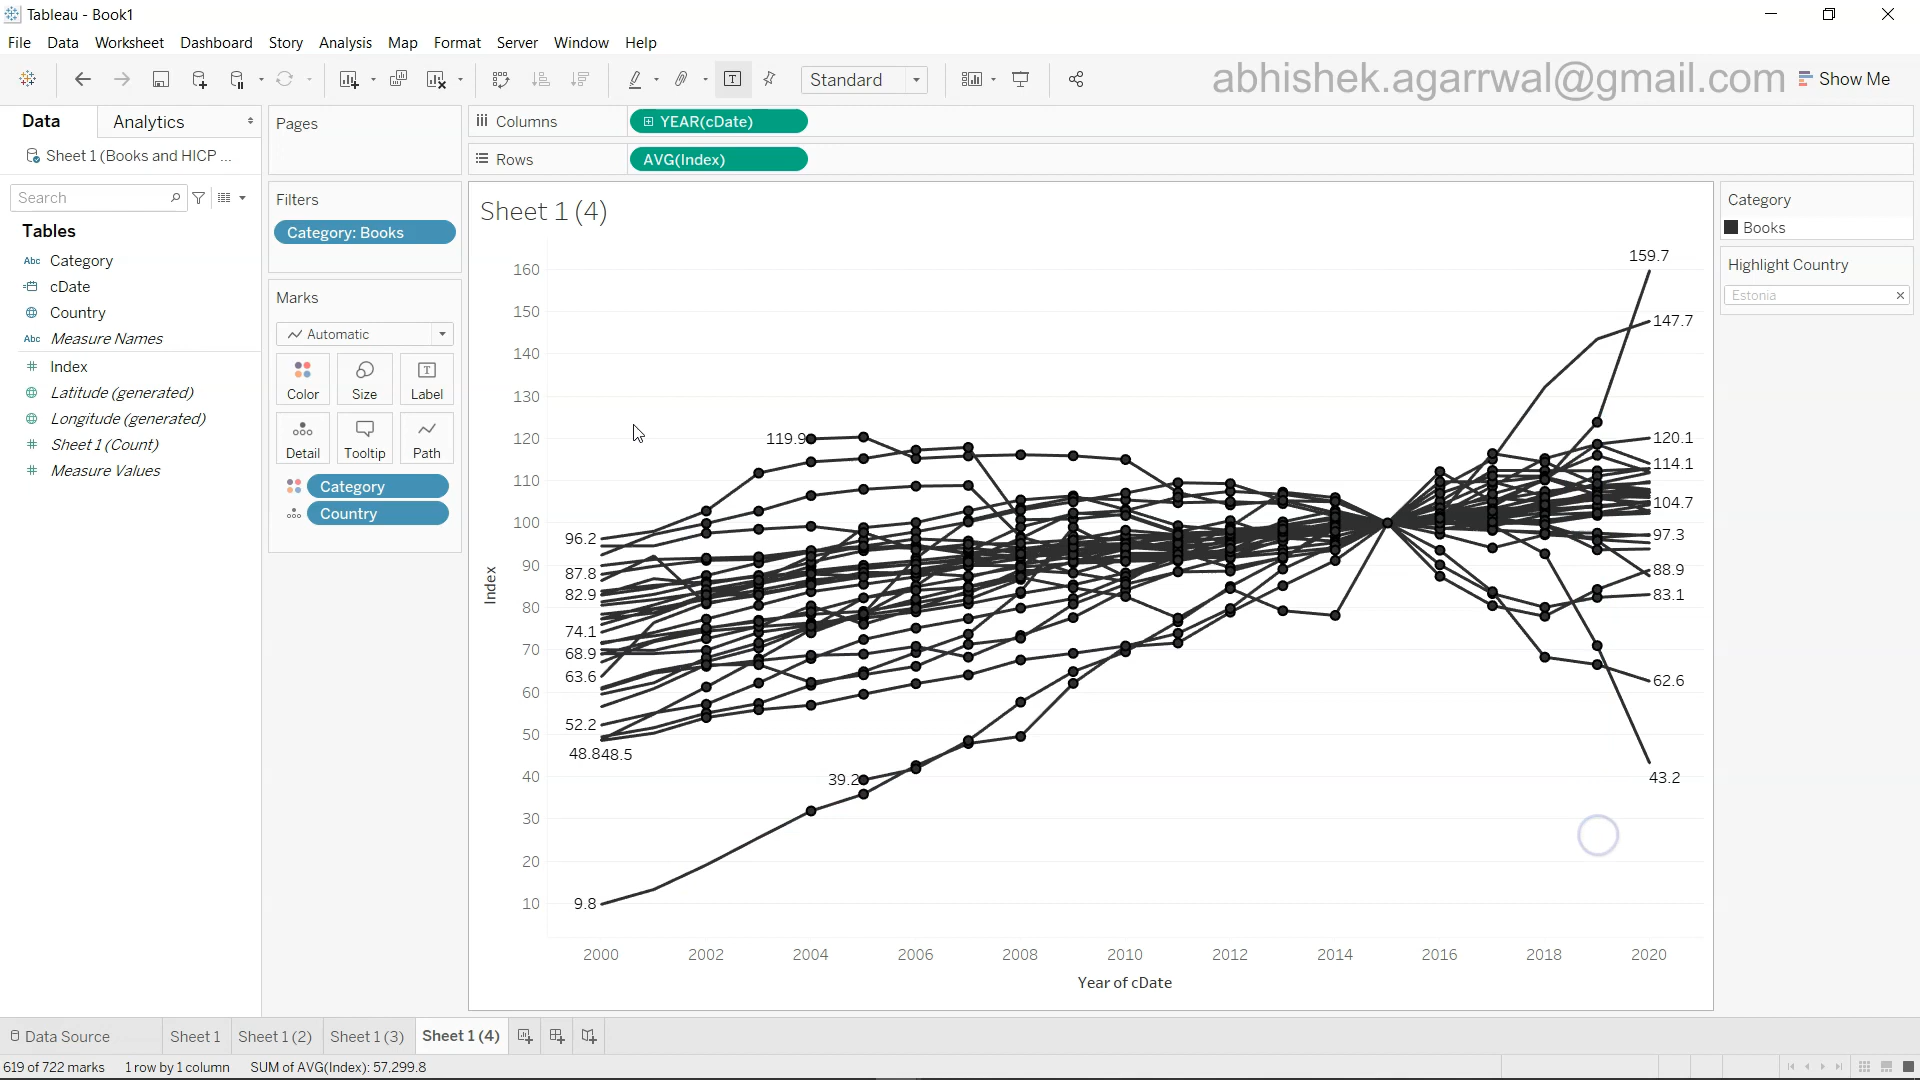 Tableau - Book1
File Data Worksheet Dashboard Story Analysis Map Format Server Window Help
Standard
abhishek.agarrwal@gmail.com
Show Me
Data
Analytics
Sheet 1 (Books and HICP ...
Search
Tables
Abc Category
cDate
Country
Abc Measure Names
Index
Latitude (generated)
Longitude (generated)
Sheet 1 (Count)
Measure Values
Pages
Filters
Category: Books
Marks
Automatic
Color Size Label
Detail Tooltip Path
Category
Country
Columns
YEAR(cDate)
Rows
AVG(Index)
Sheet 1 (4)
Index
160
150
140
130
120
110
100
90
80
70
60
50
40
30
20
10
96.2
87.8
82.9
74.1
68.9
63.6
52.2
48.8 48.5
9.8
119.9
39.2
159.7
147.7
120.1
114.1
104.7
97.3
88.9
83.1
62.6
43.2
2000 2002 2004 2006 2008 2010 2012 2014 2016 2018 2020
Year of cDate
Category
Books
Highlight Country
Estonia
Data Source Sheet 1 Sheet 1 (2) Sheet 1 (3) Sheet 1 (4)
619 of 722 marks 1 row by 1 column SUM of AVG(Index): 57,299.8